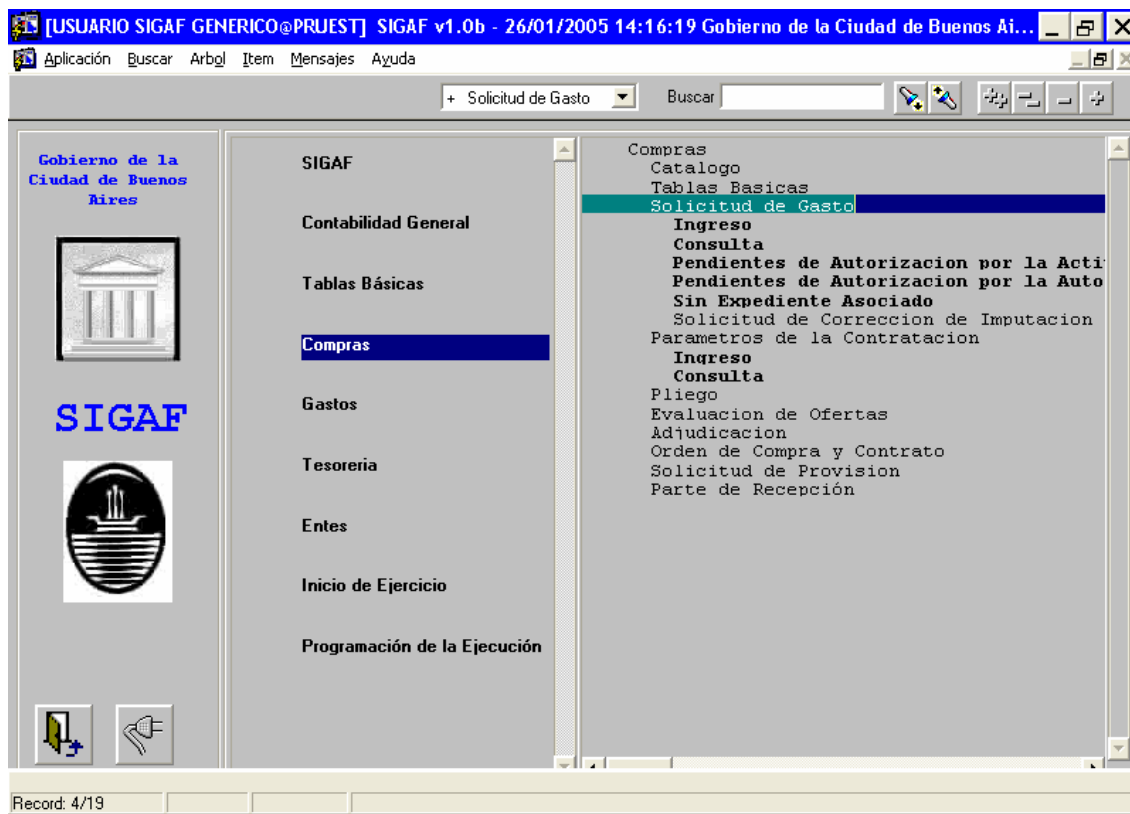 [USUARIO SIGAF GENERICO@PRUEST] SIGAF v1.0b - 26/01/2005 14:16:19 Gobierno de la Ciudad de Buenos Ai...
Aplicación Buscar Arbol Item Mensajes Ayuda
+ Solicitud de Gasto Buscar
Gobierno de la
Ciudad de Buenos
Aires
SIGAF
SIGAF
Contabilidad General
Tablas Básicas
Compras
Gastos
Tesoreria
Entes
Inicio de Ejercicio
Programación de la Ejecución
Compras
Catalogo
Tablas Basicas
Solicitud de Gasto
Ingreso
Consulta
Pendientes de Autorizacion por la Acti
Pendientes de Autorizacion por la Auto
Sin Expediente Asociado
Solicitud de Correccion de Imputacion
Parametros de la Contratacion
Ingreso
Consulta
Pliego
Evaluacion de Ofertas
Adjudicacion
Orden de Compra y Contrato
Solicitud de Provision
Parte de Recepción
Record: 4/19